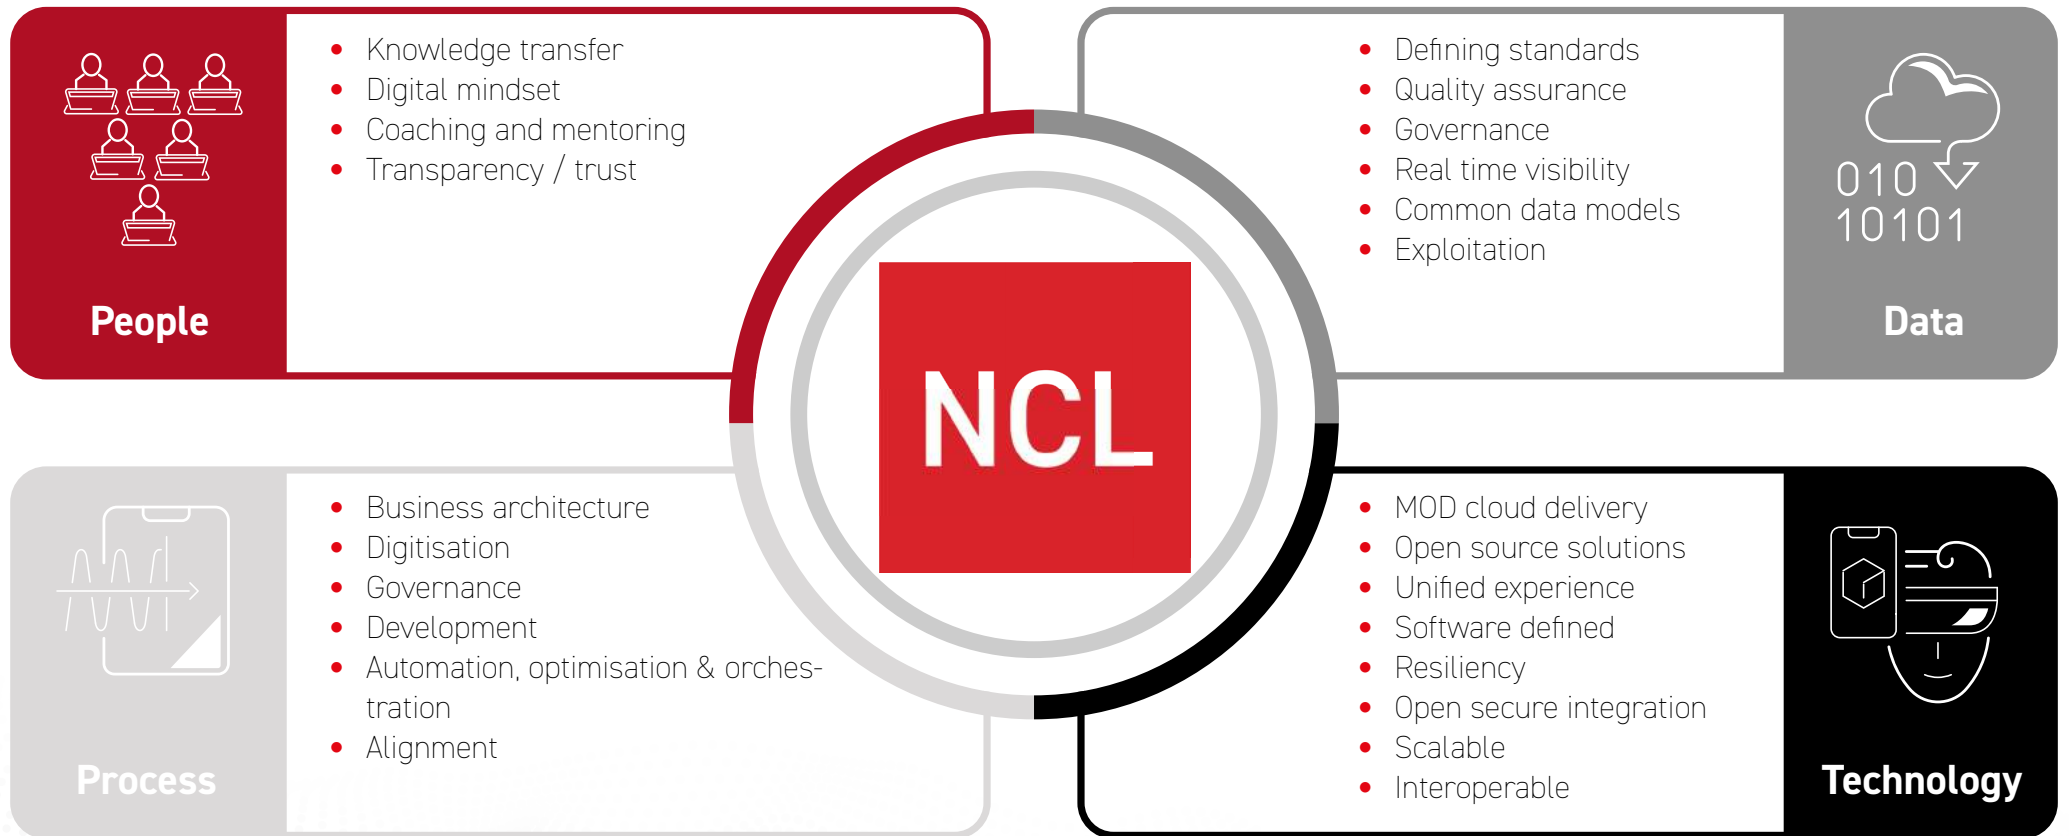 Knowledge transfer
Digital mindset
Coaching and mentoring
Transparency / trust
People
Defining standards
Quality assurance
Governance
Real time visibility
Common data models
Exploitation
010
10101
Data
NCL
Business architecture
Digitisation
Governance
Development
Automation, optimisation & orches-
tration
Alignment
Process
MOD cloud delivery
Open source solutions
Unified experience
Software defined
Resiliency
Open secure integration
Scalable
Interoperable
Technology